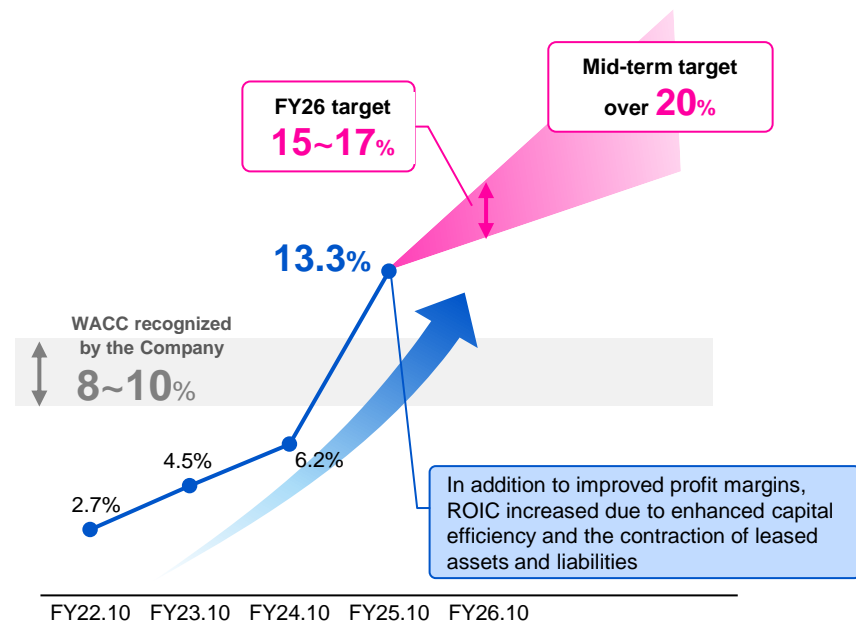 Mid-term target
over 20%
FY26 target
15~17%
13.3%
WACC recognized
by the Company
8~10%
6.2%
4.5%
2.7%
In addition to improved profit margins,
ROIC increased due to enhanced capital
efficiency and the contraction of leased
assets and liabilities
FY22.10 FY23.10 FY24.10 FY25.10 FY26.10